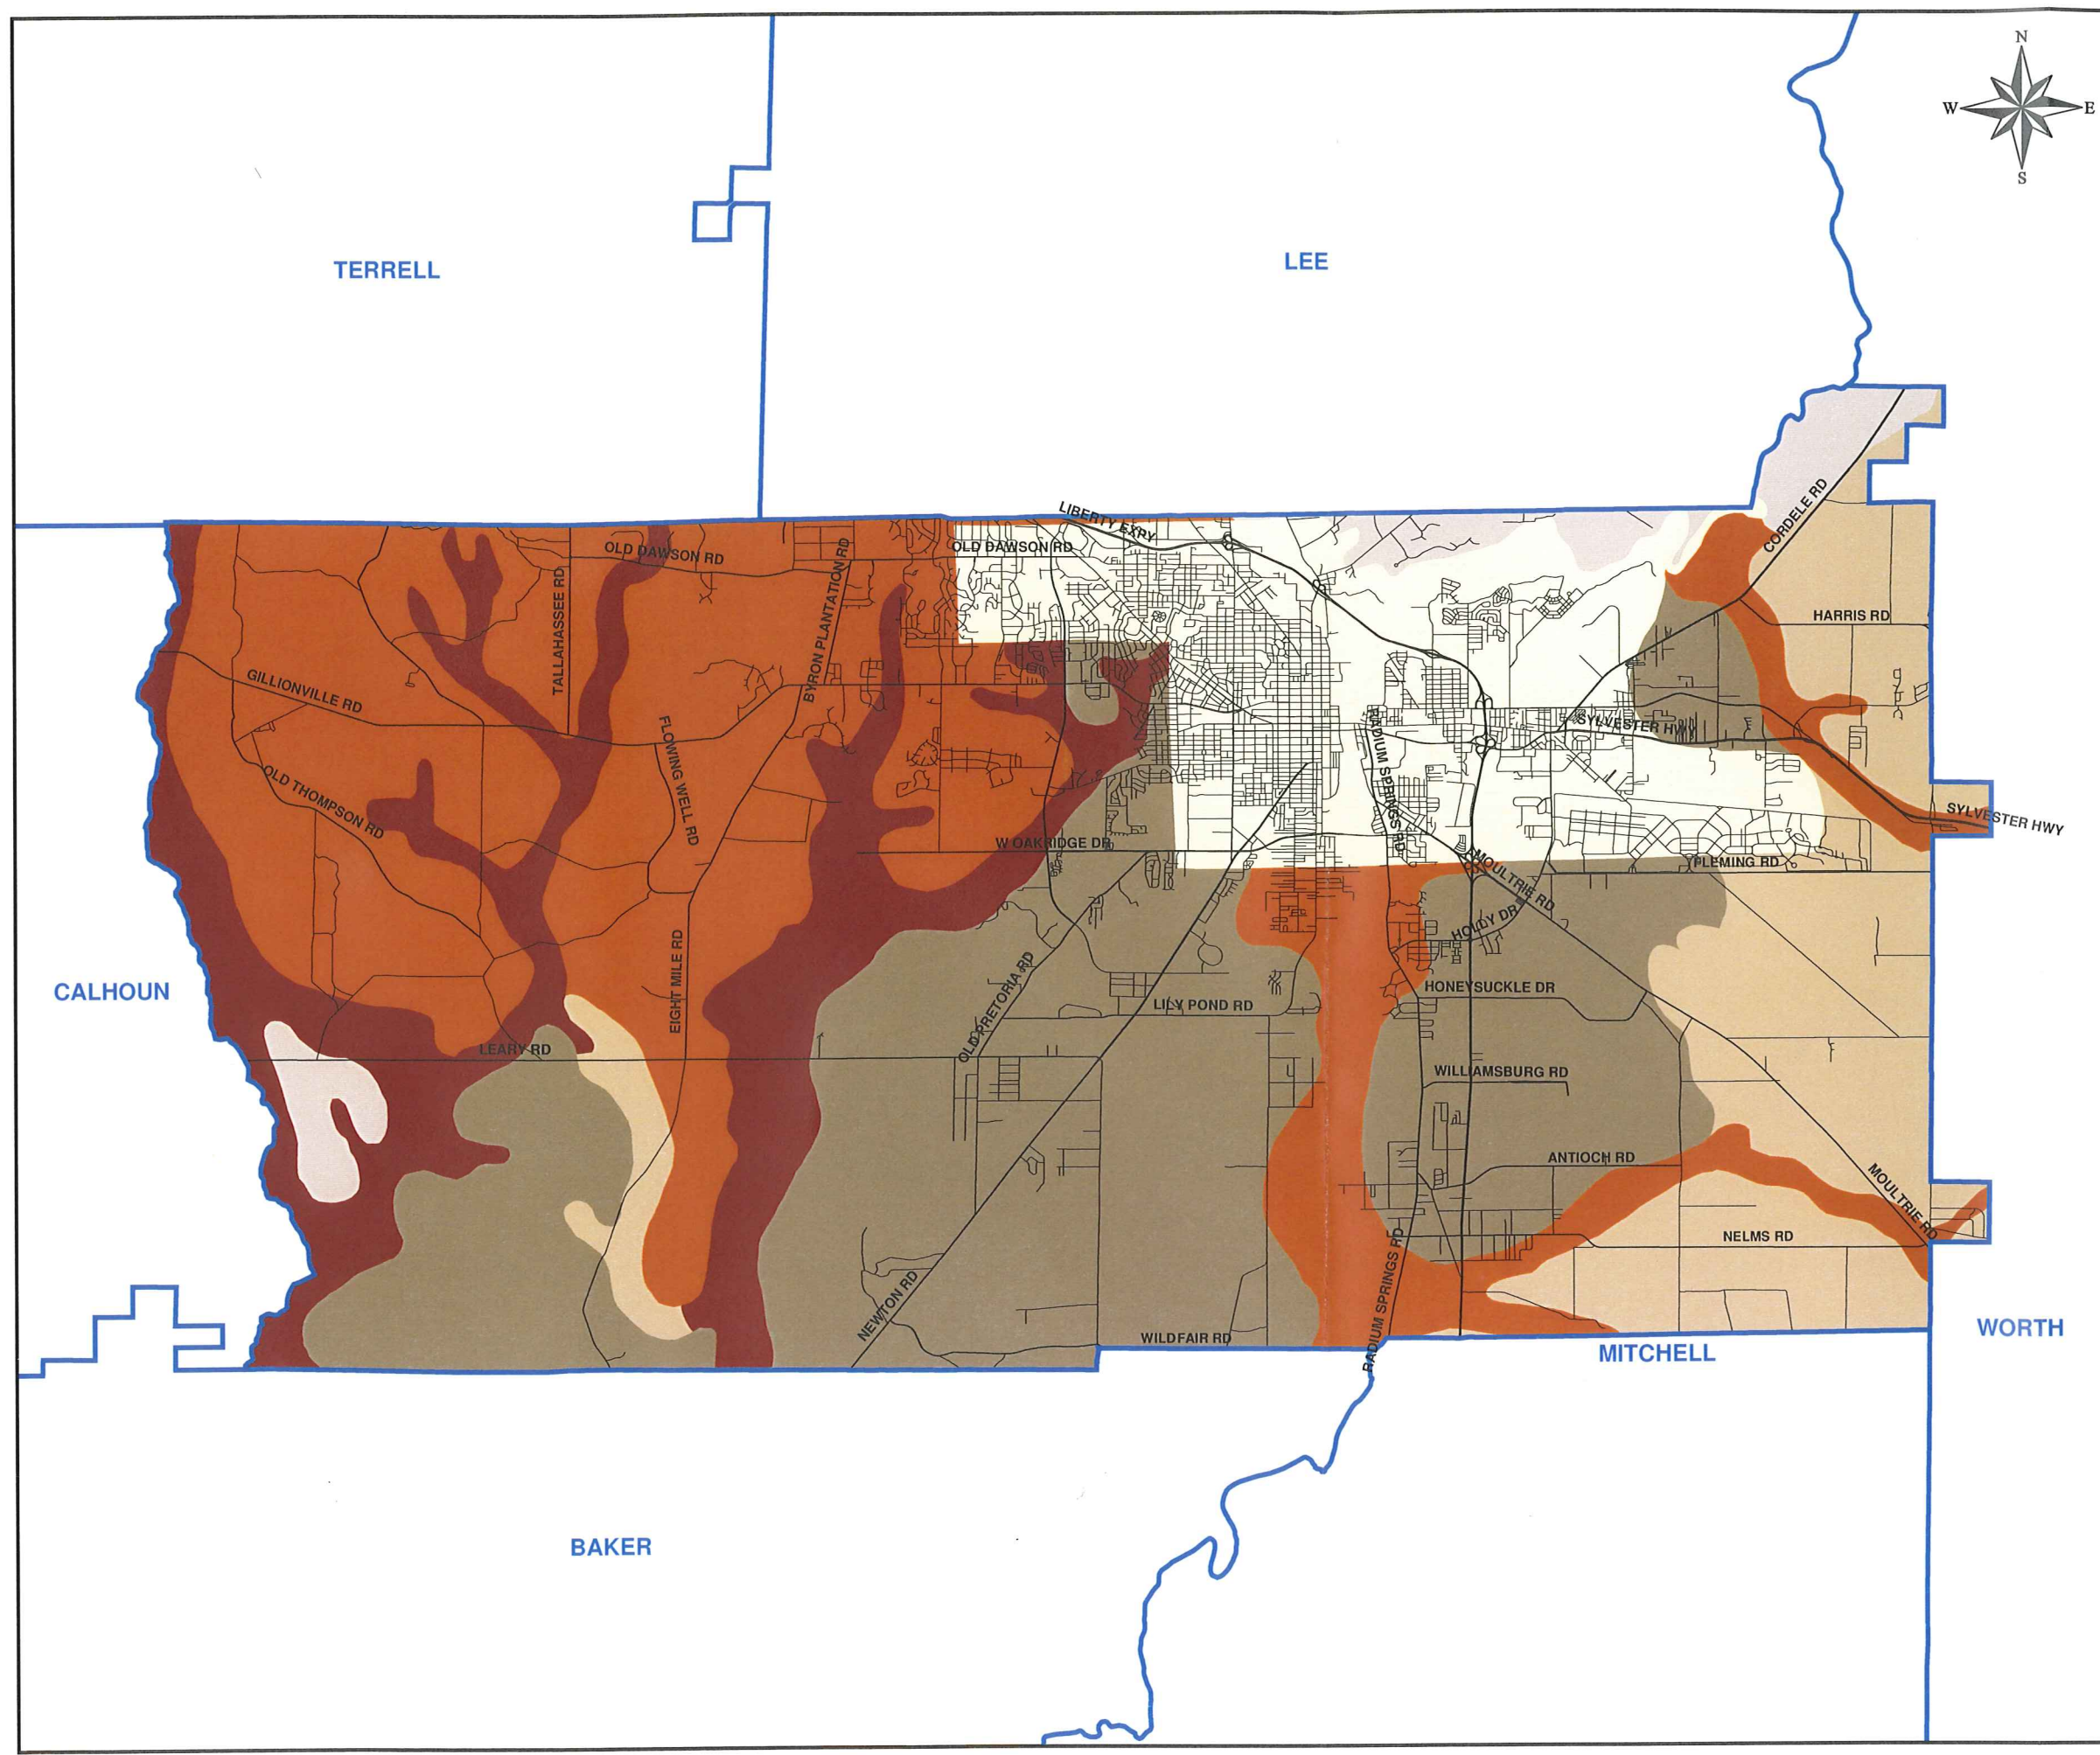 N
W
E
S
TERRELL
LEE
LIBERTY EXPY
OLD DAWSON RD
OLD DAWSON RD
CORDELE RD
TALLAHASSEE RD
BYRON PLANTATION RD
HARRIS RD
GILLIONVILLE RD
FLOWING WELL RD
RADIUM SPRINGS RD
SYLVESTER HWY
OLD THOMPSON RD
SYLVESTER HWY
W OAKRIDGE DR
MOULTRIE RD
FLEMING RD
HOLLY DR
EIGHT MILE RD
OLD PRETORIA RD
CALHOUN
LILY POND RD
HONEYSUCKLE DR
LEARY RD
WILLIAMSBURG RD
ANTIOCH RD
MOULTRIE RD
NELMS RD
NEWTON RD
RADIUM SPRINGS RD
WILDFAIR RD
WORTH
MITCHELL
BAKER